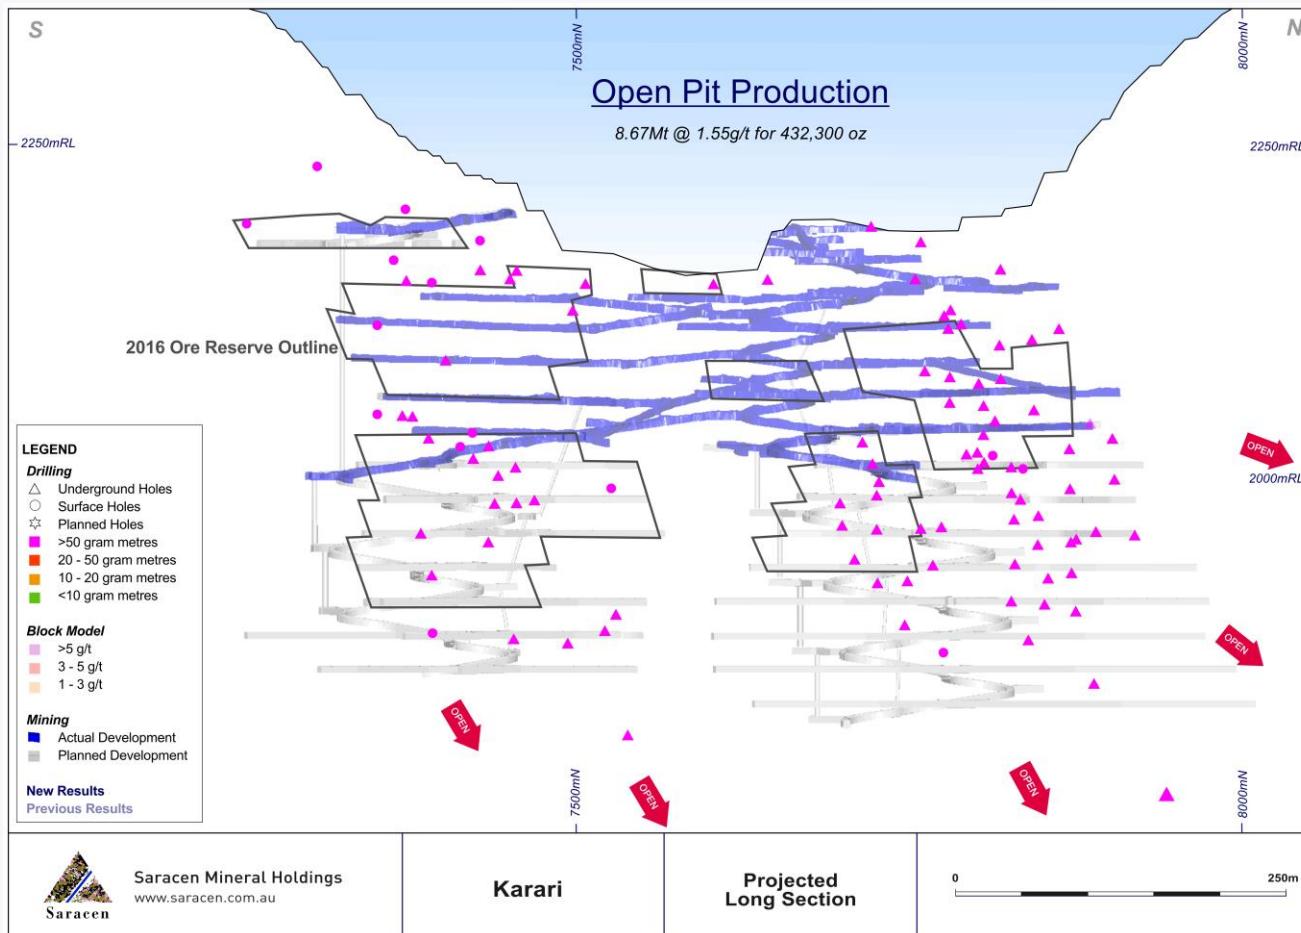 S
7500mN
8000mN
N
Open Pit Production
8.67Mt @ 1.55g/t for 432,300 oz
2250mRL
2250mRL
2016 Ore Reserve Outline
LEGEND
Drilling
Underground Holes
Surface Holes
Planned Holes
>50 gram metres
20 - 50 gram metres
10 - 20 gram metres
<10 gram metres
Block Model
>5 g/t
3 - 5 g/t
1 - 3 g/t
Mining
Actual Development
Planned Development
New Results
Previous Results
OPEN
2000mRL
OPEN
OPEN
OPEN
OPEN
7500mN
8000mN
Saracen
Saracen Mineral Holdings
www.saracen.com.au
Karari
Projected
Long Section
0
250m